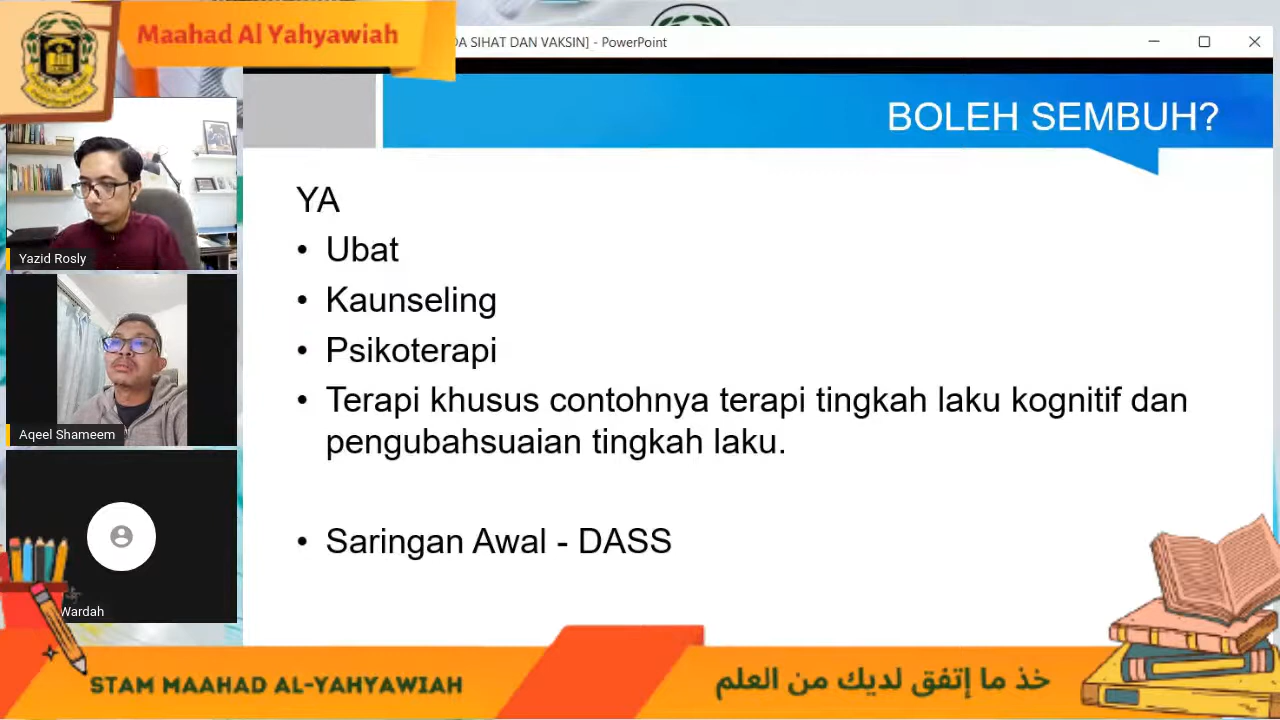 Maahad Al Yahyawiah
DA SIHAT DAN VAKSIN] - PowerPoint
BOLEH SEMBUH?
Yazid Rosly
Aqeel Shameem
Wardah
YA
• Ubat
• Kaunseling
• Psikoterapi
• Terapi khusus contohnya terapi tingkah laku kognitif dan
pengubahsuaian tingkah laku.
• Saringan Awal - DASS
STAM MAAHAD AL-YAHYAWIAH
خذ ما إتفق لديك من العلم